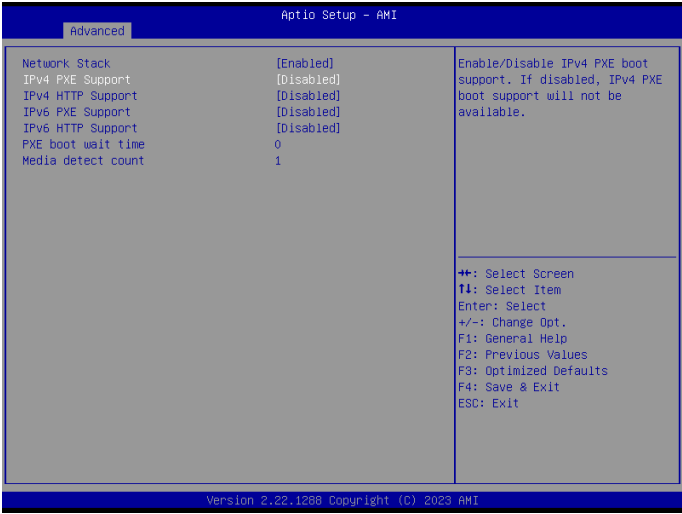 Aptio Setup – AMI
Advanced
Network Stack [Enabled]
IPv4 PXE Support [Disabled]
IPv4 HTTP Support [Disabled]
IPv6 PXE Support [Disabled]
IPv6 HTTP Support [Disabled]
PXE boot wait time 0
Media detect count 1
Enable/Disable IPv4 PXE boot
support. If disabled, IPv4 PXE
boot support will not be
available.
→←: Select Screen
↑↓: Select Item
Enter: Select
+/-: Change Opt.
F1: General Help
F2: Previous Values
F3: Optimized Defaults
F4: Save & Exit
ESC: Exit
Version 2.22.1288 Copyright (C) 2023 AMI